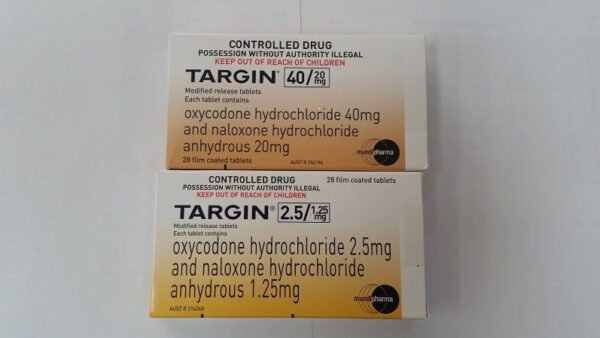 CONTROLLED DRUG
POSSESSION WITHOUT AUTHORITY ILLEGAL
KEEP OUT OF REACH OF CHILDREN
TARGIN® 40/20 mg
Modified release tablets
Each tablet contains
oxycodone hydrochloride 40mg
and naloxone hydrochloride
anhydrous 20mg
28 film coated tablets
AUST R
mundipharma
CONTROLLED DRUG
28 film coated tablets
POSSESSION WITHOUT AUTHORITY ILLEGAL
KEEP OUT OF REACH OF CHILDREN
TARGIN® 2.5/1.25 mg
Modified release tablets
Each tablet contains
oxycodone hydrochloride 2.5mg
and naloxone hydrochloride
anhydrous 1.25mg
mundipharma
AUST R